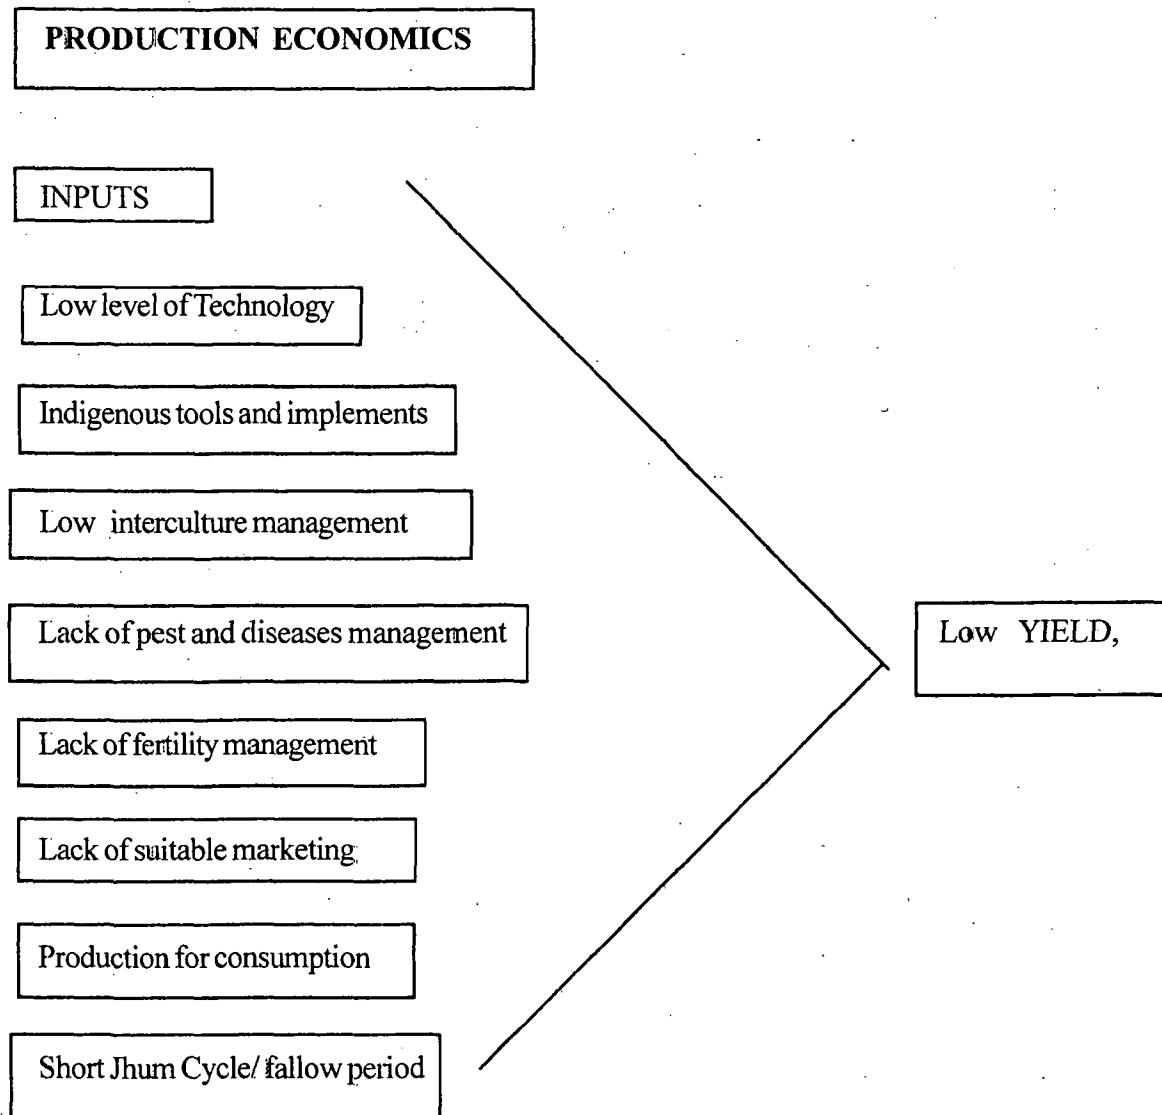 PRODUCTION ECONOMICS
INPUTS
Low level of Technology
Indigenous tools and implements
Low interculture management
Lack of pest and diseases management
Low YIELD,
Lack of fertility management
Lack of suitable marketing
Production for consumption
Short Jhum Cycle/ fallow period